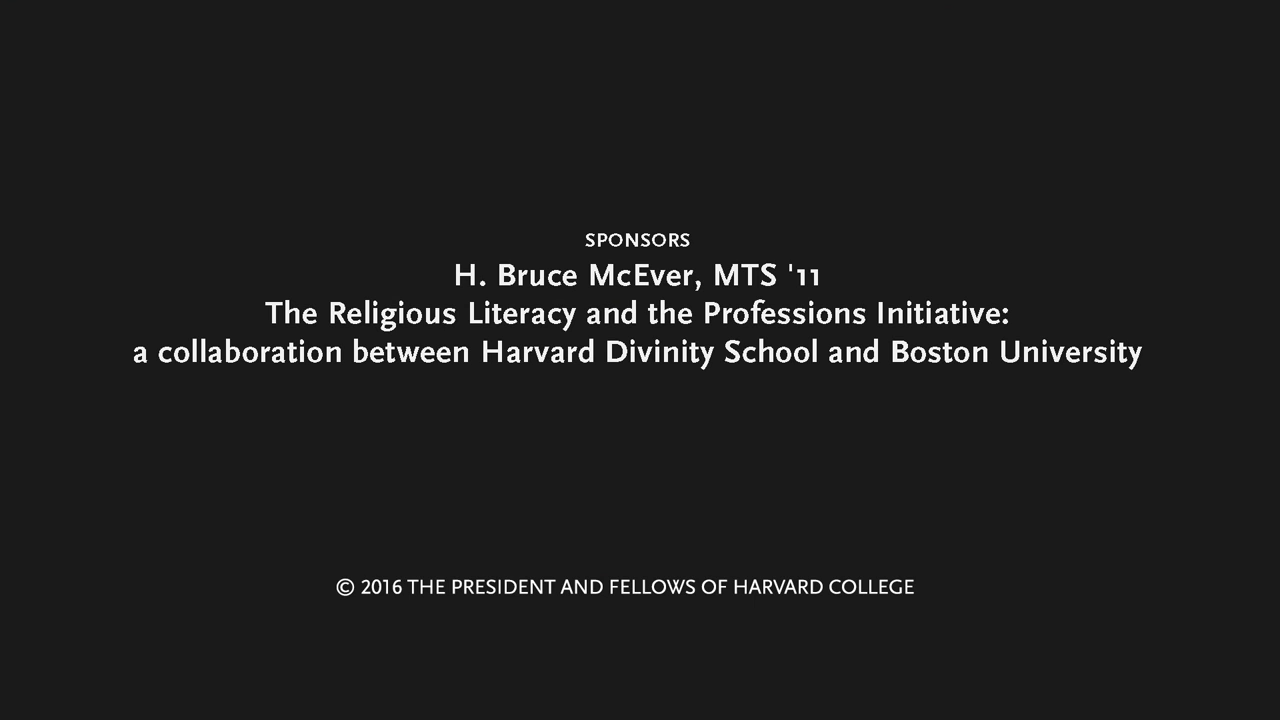 SPONSORS
H. Bruce McEver, MTS '11
The Religious Literacy and the Professions Initiative:
a collaboration between Harvard Divinity School and Boston University
© 2016 THE PRESIDENT AND FELLOWS OF HARVARD COLLEGE